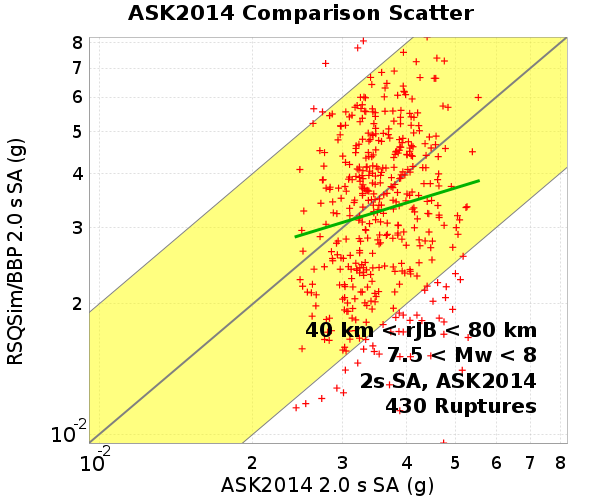 ASK2014 Comparison Scatter
RSQSim/BBP 2.0 s SA (g)
8
7
6
5
4
3
2
10-2
40 km < rJB < 80 km
7.5 < Mw < 8
2s SA, ASK2014
430 Ruptures
10-2 2 3 4 5 6 7 8
ASK2014 2.0 s SA (g)